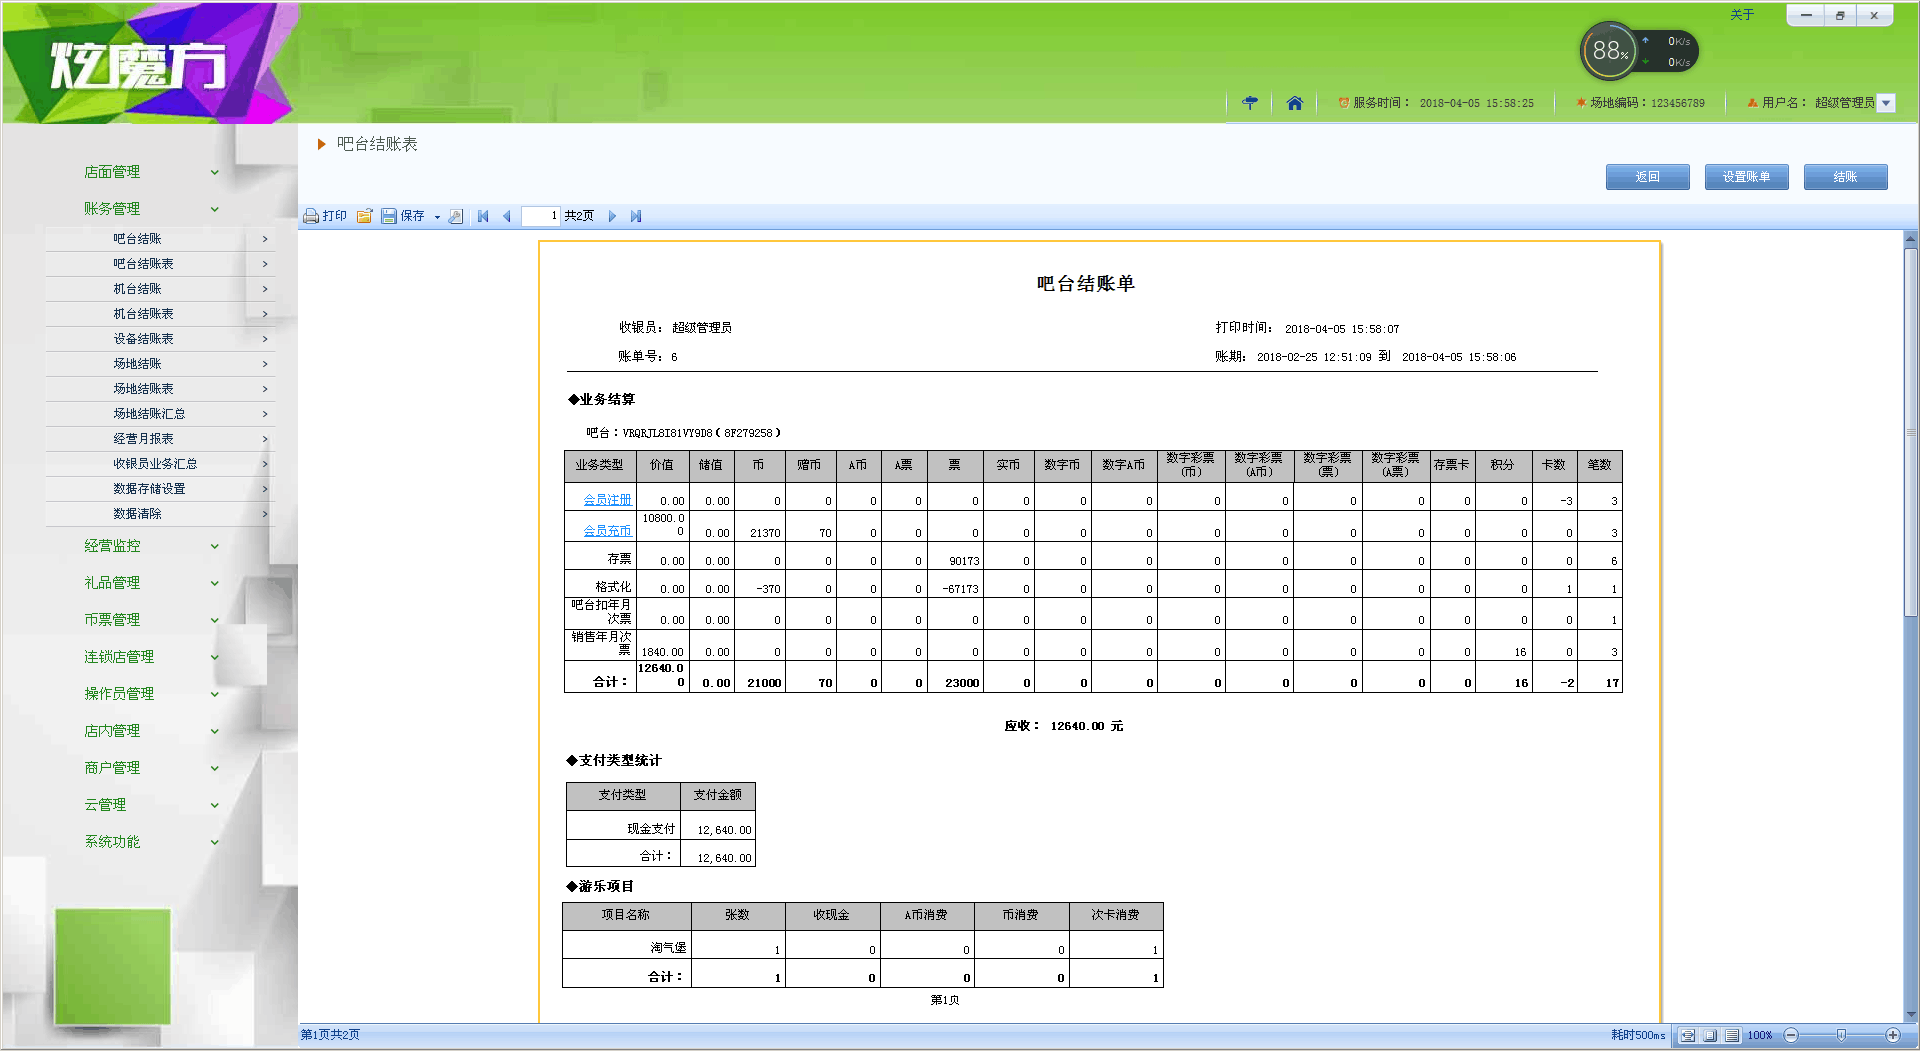 炫魔方
关于
88%
0K/s
0K/s
服务时间： 2018-04-05 15:58:25
场地编码：123456789
用户名： 超级管理员
店面管理
账务管理
吧台结账
吧台结账表
机台结账
机台结账表
设备结账表
场地结账
场地结账表
场地结账汇总
经营月报表
收银员业务汇总
数据存储设置
数据清除
经营监控
礼品管理
币票管理
连锁店管理
操作员管理
店内管理
商户管理
云管理
系统功能
吧台结账表
返回 设置账单 结账
打印 保存 1 共2页
吧台结账单
收银员： 超级管理员 打印时间： 2018-04-05 15:58:07
账单号： 6 账期： 2018-02-25 12:51:09 到 2018-04-05 15:58:06
◆业务结算
吧台：VRQRJL8I81VY9D8(8F279258)
业务类型 价值 储值 币 赠币 A币 A票 票 实币 数字币 数字A币 数字彩票（币） 数字彩票（A币） 数字彩票（票） 数字彩票（A票） 存票卡 积分 卡数 笔数
会员注册 0.00 0.00 0 0 0 0 0 0 0 0 0 0 0 0 0 0 -3 3
会员充币 10800.00 0.00 21370 70 0 0 0 0 0 0 0 0 0 0 0 0 0 3
存票 0.00 0.00 0 0 0 0 90173 0 0 0 0 0 0 0 0 0 0 6
格式化 0.00 0.00 -370 0 0 0 -67173 0 0 0 0 0 0 0 0 0 1 1
吧台扣年月次票 0.00 0.00 0 0 0 0 0 0 0 0 0 0 0 0 0 0 0 1
销售年月次票 1840.00 0.00 0 0 0 0 0 0 0 0 0 0 0 0 0 16 0 3
合计： 12640.00 0.00 21000 70 0 0 23000 0 0 0 0 0 0 0 0 16 -2 17
应收： 12640.00 元
◆支付类型统计
支付类型 支付金额
现金支付 12,640.00
合计： 12,640.00
◆游乐项目
项目名称 张数 收现金 A币消费 币消费 次卡消费
淘气堡 1 0 0 0 1
合计： 1 0 0 0 1
第1页
第1页共2页 耗时500ms 100%